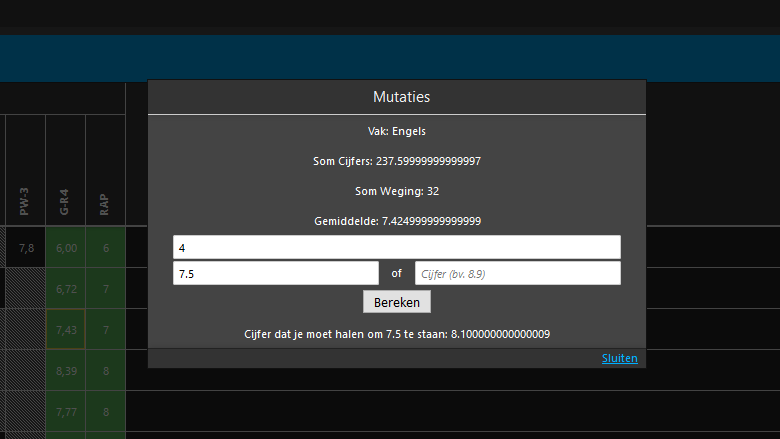 Mutaties
Vak: Engels
Som Cijfers: 237.59999999999997
Som Weging: 32
Gemiddelde: 7.424999999999999
4
7.5 of Cijfer (bv. 8.9)
Bereken
Cijfer dat je moet halen om 7.5 te staan: 8.100000000000009
Sluiten
PW-3 G-R4 RAP
7,8 6,00 6
6,72 7
7,43 7
8,39 8
7,77 8